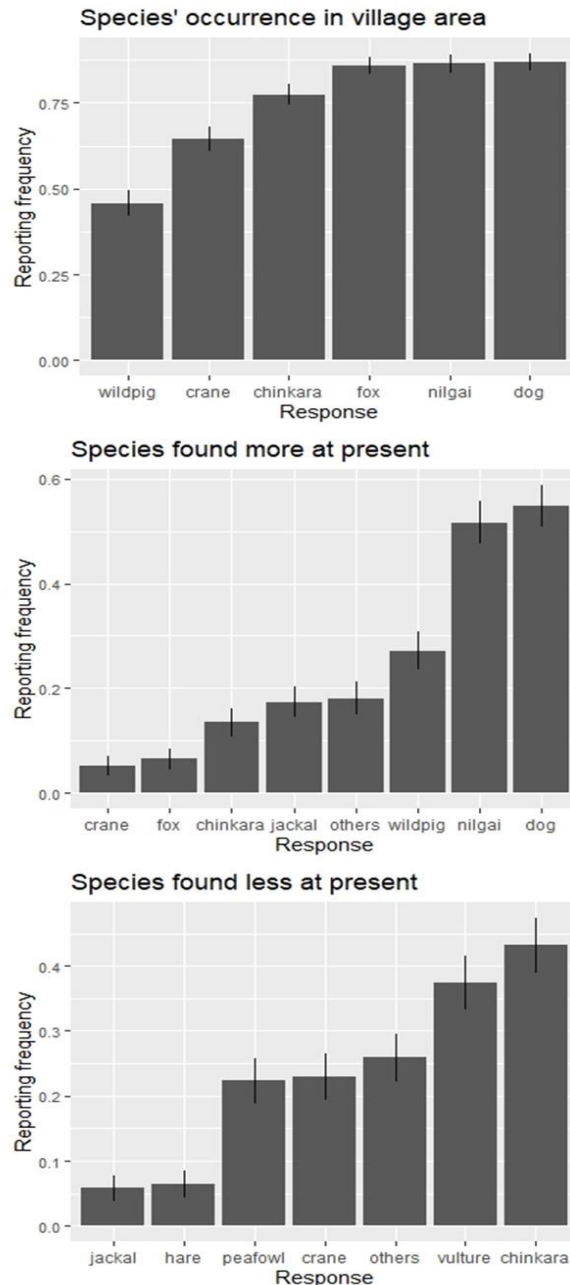 Species' occurrence in village area
Reporting frequency
0.75
0.50
0.25
0.00
wildpig crane chinkara fox nilgai dog
Response
Species found more at present
Reporting frequency
0.6
0.4
0.2
0.0
crane fox chinkara jackal others wildpig nilgai dog
Response
Species found less at present
Reporting frequency
0.4
0.3
0.2
0.1
0.0
jackal hare peafowl crane others vulture chinkara
Response